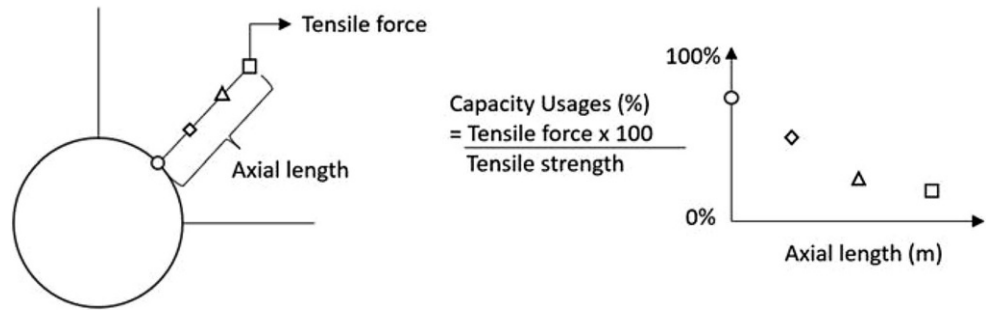 Tensile force
Axial length
Capacity Usages (%)
= Tensile force x 100
Tensile strength
100%
0%
Axial length (m)